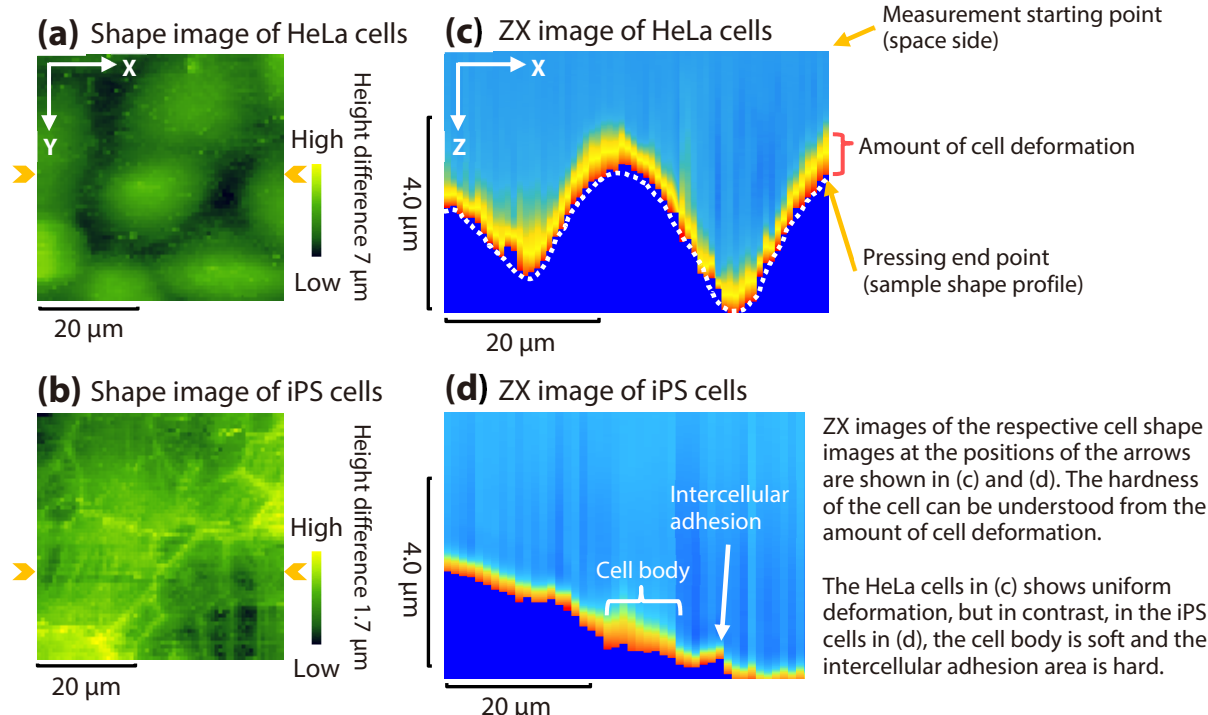 (a) Shape image of HeLa cells
X
Y
High
Low
Height difference 7 μm
20 μm
(c) ZX image of HeLa cells
X
Z
4.0 μm
20 μm
Measurement starting point
(space side)
Amount of cell deformation
Pressing end point
(sample shape profile)
(b) Shape image of iPS cells
High
Low
Height difference 1.7 μm
20 μm
(d) ZX image of iPS cells
4.0 μm
Intercellular
adhesion
Cell body
20 μm
ZX images of the respective cell shape
images at the positions of the arrows
are shown in (c) and (d). The hardness
of the cell can be understood from the
amount of cell deformation.
The HeLa cells in (c) shows uniform
deformation, but in contrast, in the iPS
cells in (d), the cell body is soft and the
intercellular adhesion area is hard.